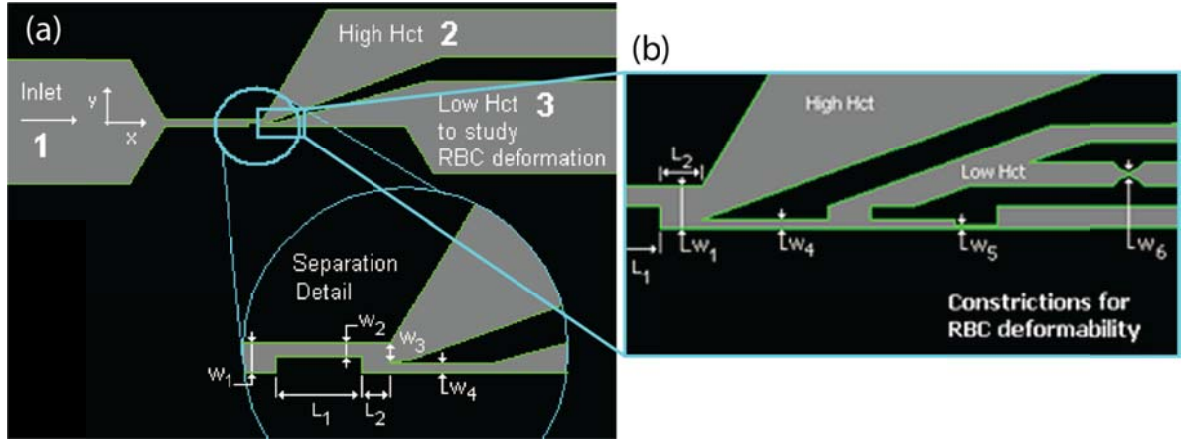 (a)
High Hct 2
Inlet
y
x
1
Low Hct 3
to study
RBC deformation
Separation
Detail
W1
W2
W3
W4
L1
L2
(b)
High Hct
L2
Low Hct
L1
W1
W4
W5
W6
Constrictions for
RBC deformability